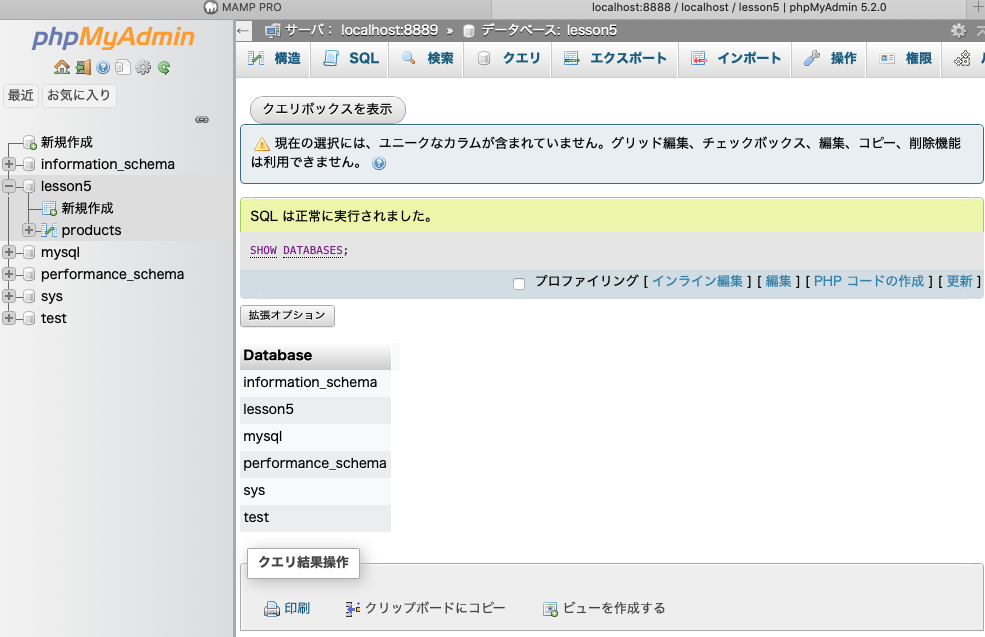 MAMP PRO
localhost:8888 / localhost / lesson5 | phpMyAdmin 5.2.0
phpMyAdmin
最近 お気に入り
新規作成
information_schema
lesson5
新規作成
products
mysql
performance_schema
sys
test
サーバ： localhost:8889 » データベース: lesson5
構造 SQL 検索 クエリ エクスポート インポート 操作 権限
クエリボックスを表示
現在の選択には、ユニークなカラムが含まれていません。グリッド編集、チェックボックス、編集、コピー、削除機能
は利用できません。
SQL は正常に実行されました。
SHOW DATABASES;
プロファイリング [ インライン編集 ] [ 編集 ] [ PHP コードの作成 ] [ 更新 ]
拡張オプション
Database
information_schema
lesson5
mysql
performance_schema
sys
test
クエリ結果操作
印刷 クリップボードにコピー ビューを作成する